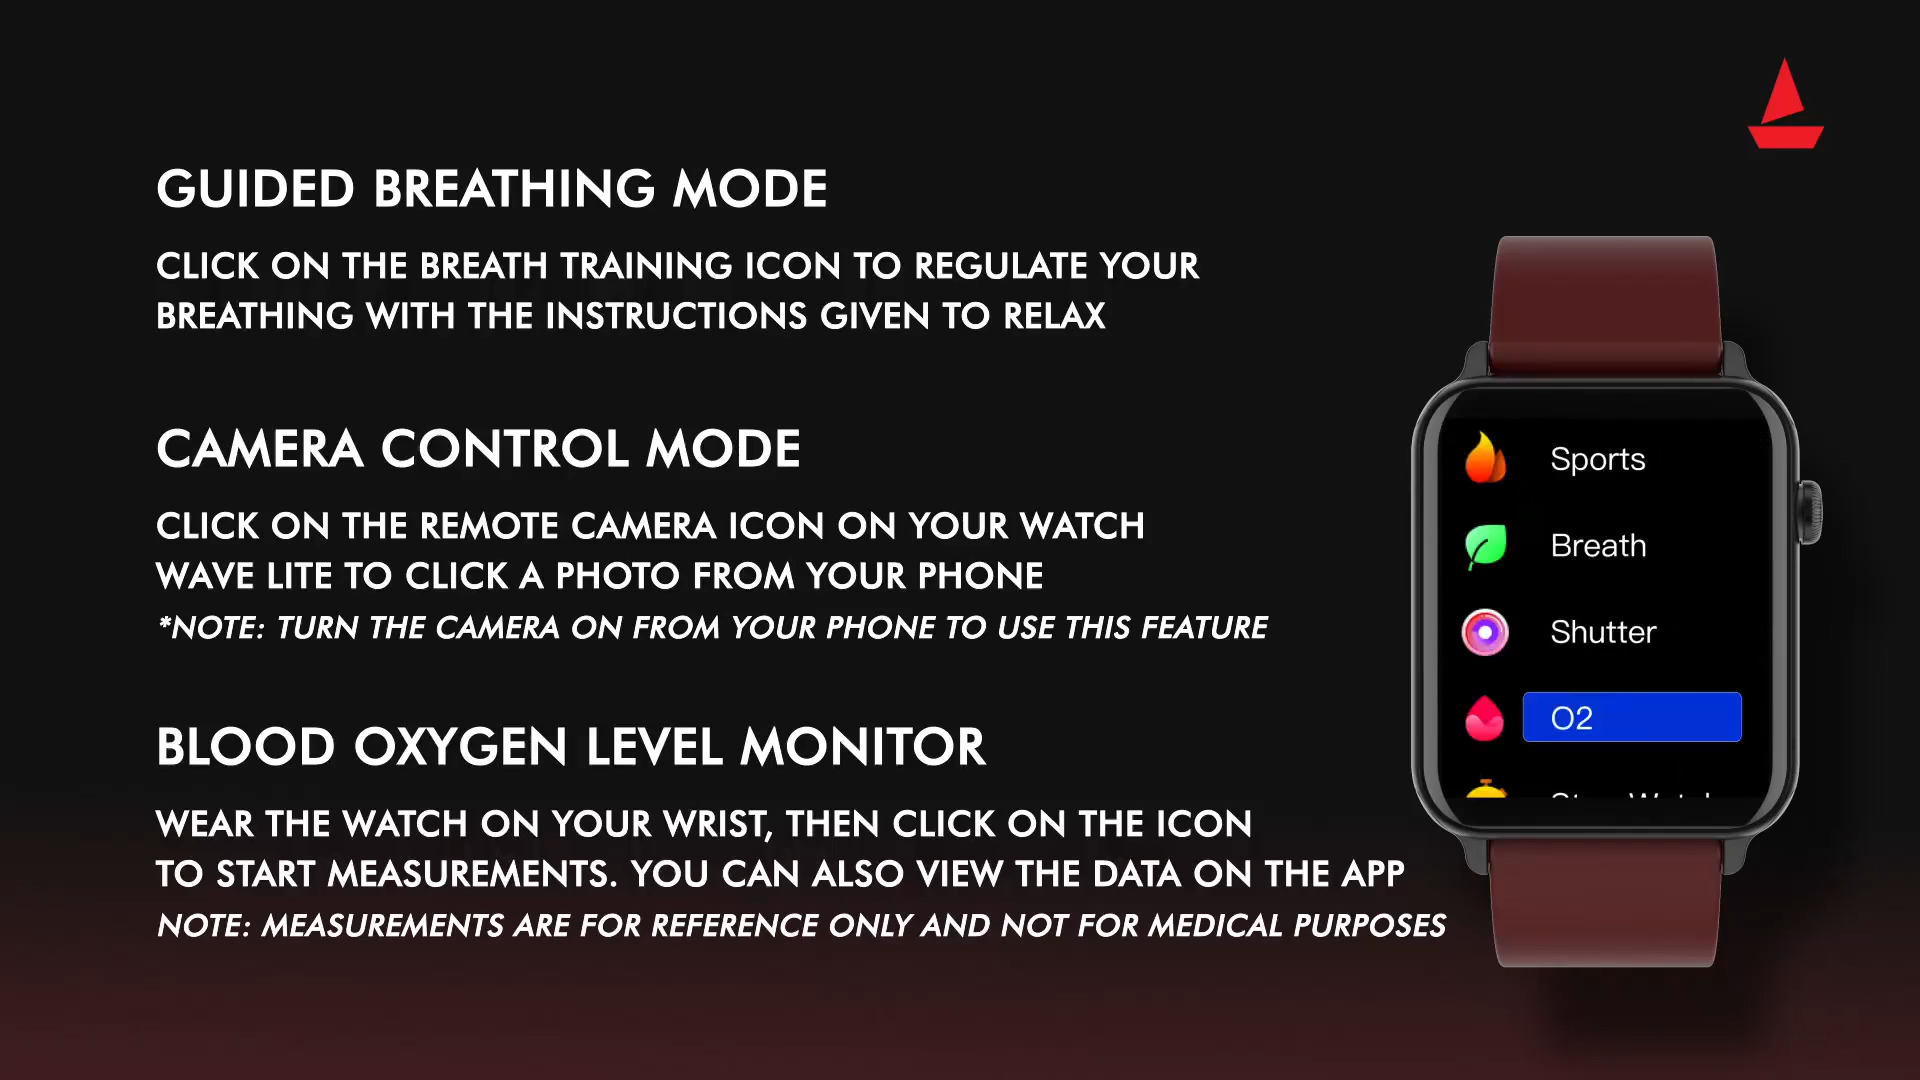 GUIDED BREATHING MODE
CLICK ON THE BREATH TRAINING ICON TO REGULATE YOUR
BREATHING WITH THE INSTRUCTIONS GIVEN TO RELAX
CAMERA CONTROL MODE
CLICK ON THE REMOTE CAMERA ICON ON YOUR WATCH
WAVE LITE TO CLICK A PHOTO FROM YOUR PHONE
*NOTE: TURN THE CAMERA ON FROM YOUR PHONE TO USE THIS FEATURE
BLOOD OXYGEN LEVEL MONITOR
WEAR THE WATCH ON YOUR WRIST, THEN CLICK ON THE ICON
TO START MEASUREMENTS. YOU CAN ALSO VIEW THE DATA ON THE APP
NOTE: MEASUREMENTS ARE FOR REFERENCE ONLY AND NOT FOR MEDICAL PURPOSES
Sports
Breath
Shutter
O2